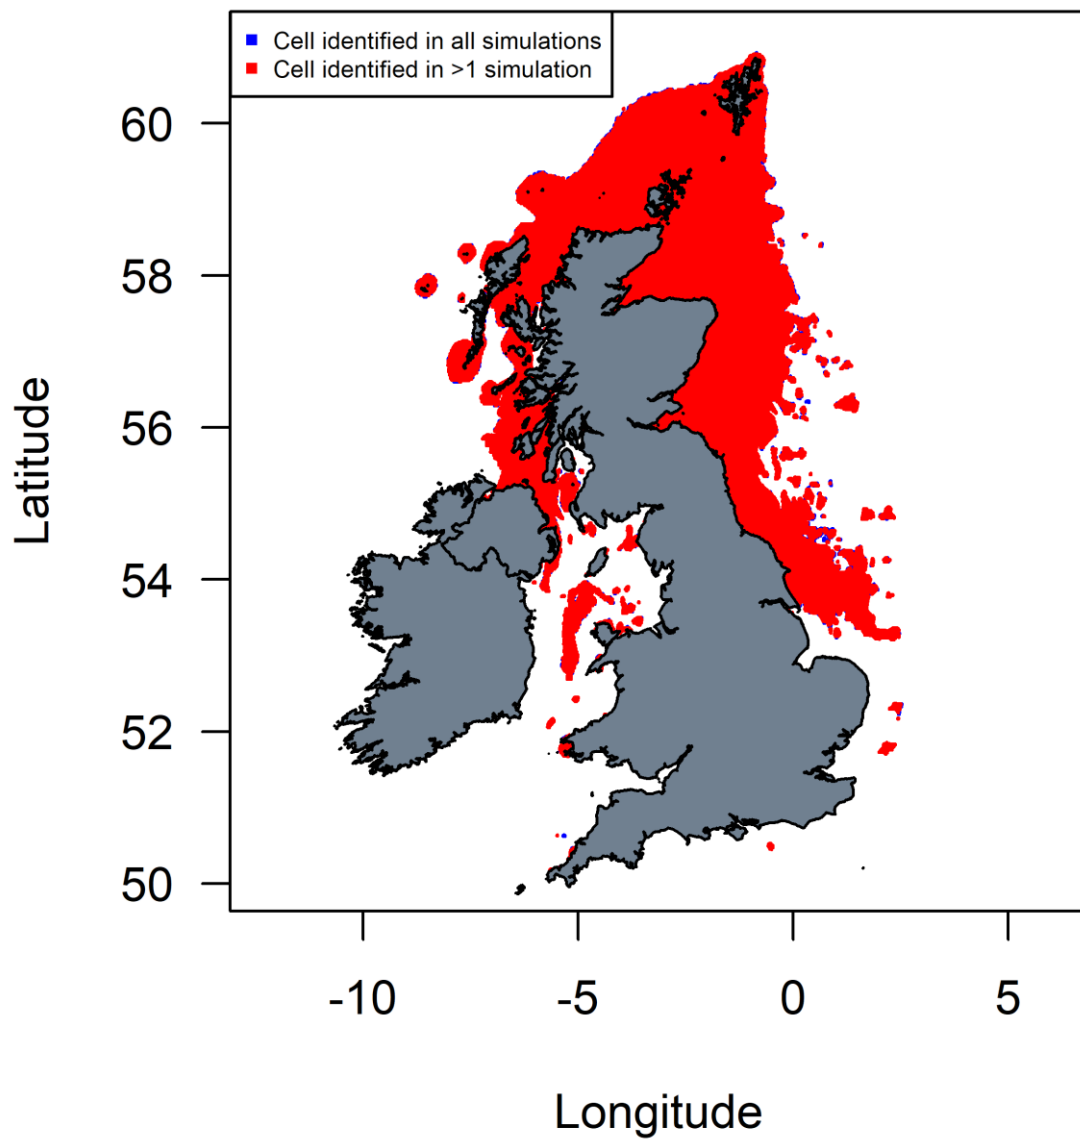 Cell identified in all simulations
Cell identified in >1 simulation
Latitude
60
58
56
54
52
50
-10
-5
0
5
Longitude